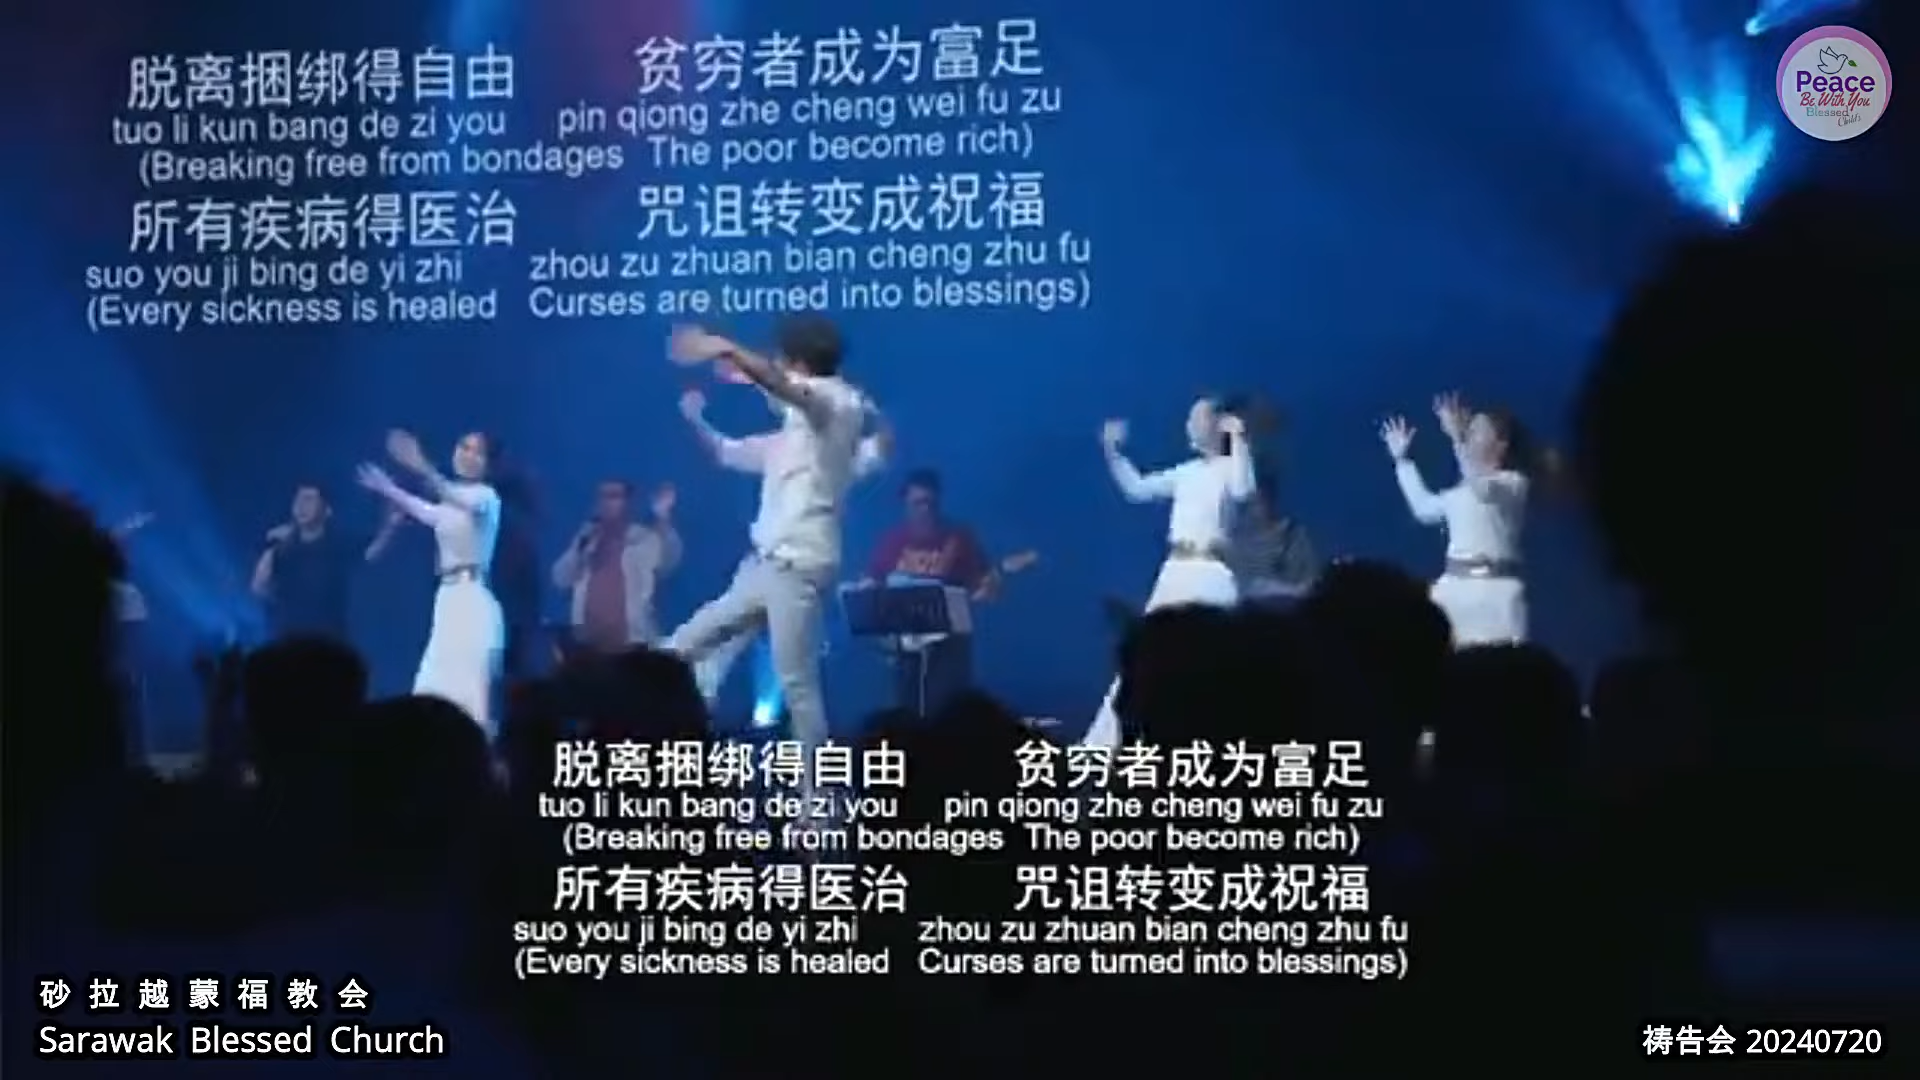 脱离捆绑得自由 贫穷者成为富足
tuo li kun bang de zi you pin qiong zhe cheng wei fu zu
(Breaking free from bondages The poor become rich)
所有疾病得医治 咒诅转变成祝福
suo you ji bing de yi zhi zhou zu zhuan bian cheng zhu fu
(Every sickness is healed Curses are turned into blessings)
Peace
Be With You
Blessed
Childs
脱离捆绑得自由 贫穷者成为富足
tuo li kun bang de zi you pin qiong zhe cheng wei fu zu
(Breaking free from bondages The poor become rich)
所有疾病得医治 咒诅转变成祝福
suo you ji bing de yi zhi zhou zu zhuan bian cheng zhu fu
(Every sickness is healed Curses are turned into blessings)
砂拉越蒙福教会
Sarawak Blessed Church
祷告会 20240720